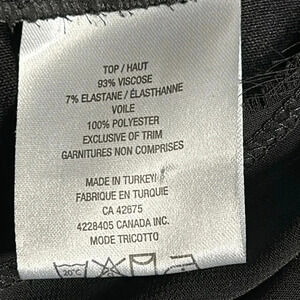 TOP / HAUT
93% VISCOSE
7% ELASTANE / ÉLASTHANNE
VOILE
100% POLYESTER
EXCLUSIVE OF TRIM
GARNITURES NON COMPRISES
MADE IN TURKEY
FABRIQUE EN TURQUIE
CA 42675
4228405 CANADA INC.
MODE TRICOTTO
20°C